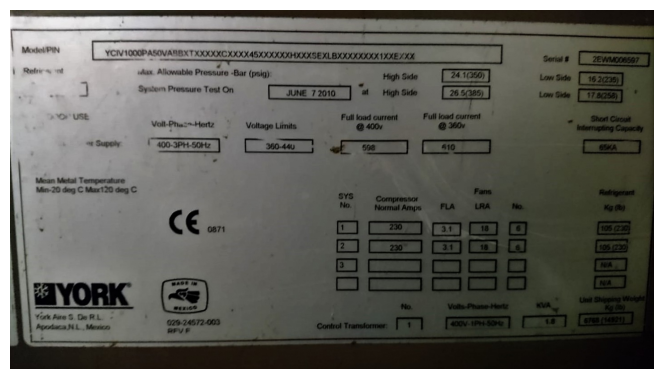 Model/PIN YCIV1000PA50VABBXTXXXXXCXXXX45XXXXXXHXXXSEXLBXXXXXXXX1XXE/XX
Serial # 2EWM006597
Max. Allowable Pressure -Bar (psig): High Side 24.1(350) Low Side 16.2(235)
System Pressure Test On JUNE 7 2010 at High Side 26.5(385) Low Side 17.8(258)
USE
Volt-Phase-Hertz Voltage Limits Full load current @ 400v Full load current @ 360v Short Circuit Interrupting Capacity
Supply: 400-3PH-50Hz 360-440 598 610 65KA
Mean Metal Temperature
Min-20 deg C Max120 deg C
SYS No. Compressor Normal Amps Fans FLA LRA No. Refrigerant Kg (lb)
1 230 3.1 18 6 105 (230)
2 230 3.1 18 6 105 (230)
3 N/A
N/A
CE 0871
YORK
MADE IN MEXICO
York Aire S. De R.L.
Apodaca,N.L., Mexico
029-24572-003
REV F
No. Volts-Phase-Hertz KVA Unit Shipping Weight Kg (lb)
Control Transformer: 1 400V-1PH-50Hz 1.8